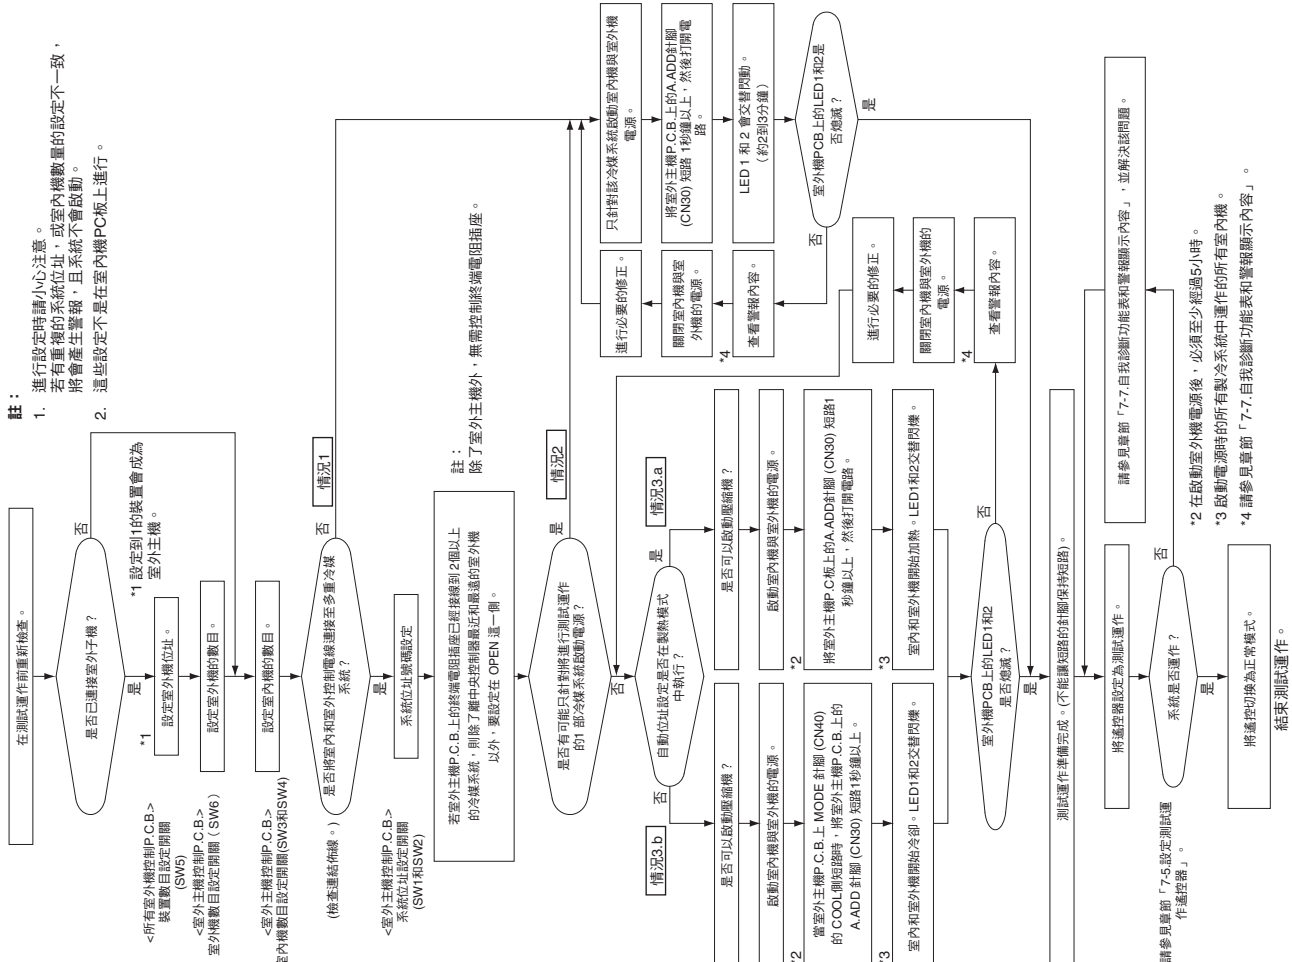 註：
1. 進行設定時請小心注意。
若有重複的系統位址，或室內機數量的設定不一致，
將會產生警報，且系統不會啟動。
2. 這些設定不是在室內機PC板上進行。
在測試運作前重新檢查。
是否已連接室外子機？
否
是
*1
*1 設定到1的裝置會成為
室外主機。
<所有室外機控制P.C.B.>
裝置數目設定開關
(SW5)
設定室外機位址。
<室外主機控制P.C.B.>
室外機數目設定開關（SW6）
設定室外機的數目。
<室外主機控制P.C.B.>
室內機數目設定開關(SW3和SW4)
設定室內機的數目。
(檢查連結佈線。)
是否將室內和室外控制電線連接至多重冷媒
系統？
否
情況1
是
<室外主機控制P.C.B.>
系統位址設定開關
(SW1和SW2)
系統位址號碼設定
若室外主機P.C.B.上的終端電阻插座已經接線到 2個以上
的冷媒系統，則除了離中央控制器最近和最遠的室外機
以外，要設定在 OPEN 這一側。
註：
除了室外主機外，無需控制終端電阻插座。
是否有可能只針對將進行測試運作
的1 部冷煤系統啟動電源？
是
情況2
否
自動位址設定是否在製熱模式
中執行？
否
是
情況3.b
情況3.a
是否可以啟動壓縮機？
啟動室內機與室外機的電源。
*2
當室外主機P.C.B.上 MODE 針腳 (CN40)
的 COOL側短路時，將室外主機P.C.B.上的
A.ADD 針腳 (CN30) 短路1秒鐘以上。
*3
室內和室外機開始冷卻。LED1和2交替閃爍。
是否可以啟動壓縮機？
啟動室內機與室外機的電源。
*2
將室外主機P.C板上的A.ADD針腳 (CN30) 短路1
秒鐘以上，然後打開電路。
*3
室內和室外機開始加熱。LED1和2交替閃爍。
只針對該冷煤系統啟動室內機與室外機
電源。
將室外主機P.C.B.上的A.ADD針腳
(CN30) 短路 1秒鐘以上，然後打開電
路。
LED 1 和 2 會交替閃動。
（約2到3分鐘）
室外機PCB上的LED1和2是
否熄滅？
否
是
*4
查看警報內容。
關閉室內機與室
外機的電源。
進行必要的修正。
室外機PCB上的LED1和2
是否熄滅？
否
是
*4
查看警報內容。
關閉室內機與室外機的
電源。
進行必要的修正。
測試運作準備完成。(不能讓短路的針腳保持短路)。
請參見章節「7-5.設定測試運
作遙控器」。
將遙控器設定為測試運作。
系統是否運作？
否
是
請參見章節「7-7.自我診斷功能表和警報顯示內容」，並解決該問題。
將遙控切換為正常模式。
結束測試運作。
*2 在啟動室外機電源後，必須至少經過5小時。
*3 啟動電源時的所有製冷系統中運作的所有室內機。
*4 請參見章節「7-7.自我診斷功能表和警報顯示內容」。